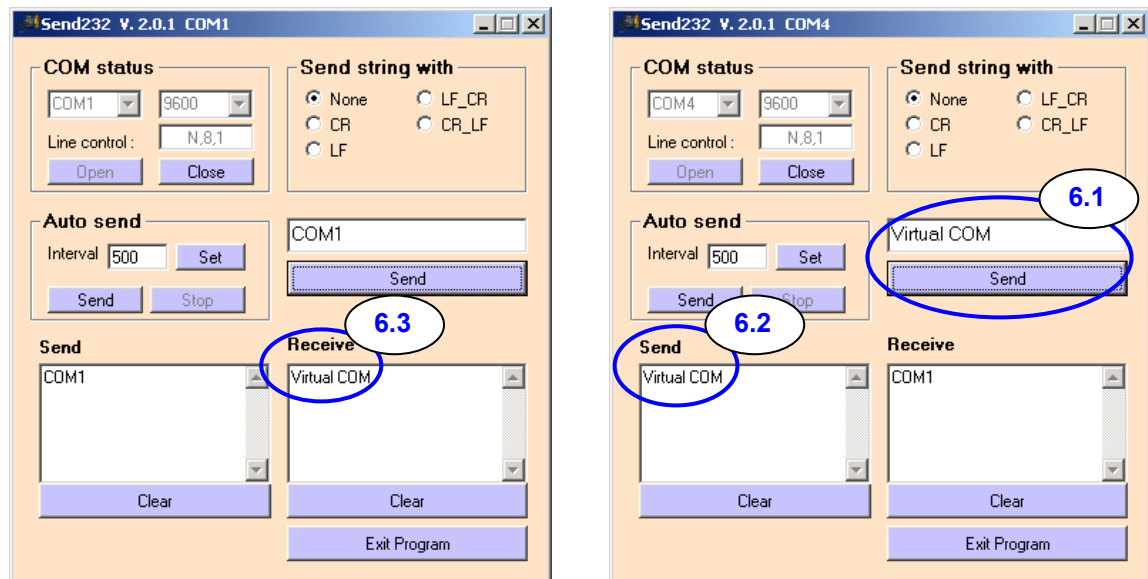 Send232 V. 2.0.1 COM1
COM status
COM1 9600
Line control : N,8,1
Open Close
Send string with
None LF_CR
CR CR_LF
LF
Auto send
Interval 500 Set
Send Stop
COM1
Send
6.3
Send
COM1
Clear
Receive
Virtual COM
Clear
Exit Program
Send232 V. 2.0.1 COM4
COM status
COM4 9600
Line control : N,8,1
Open Close
Send string with
None LF_CR
CR CR_LF
LF
6.1
Auto send
Interval 500 Set
Send Stop
Virtual COM
Send
6.2
Send
Virtual COM
Clear
Receive
COM1
Clear
Exit Program